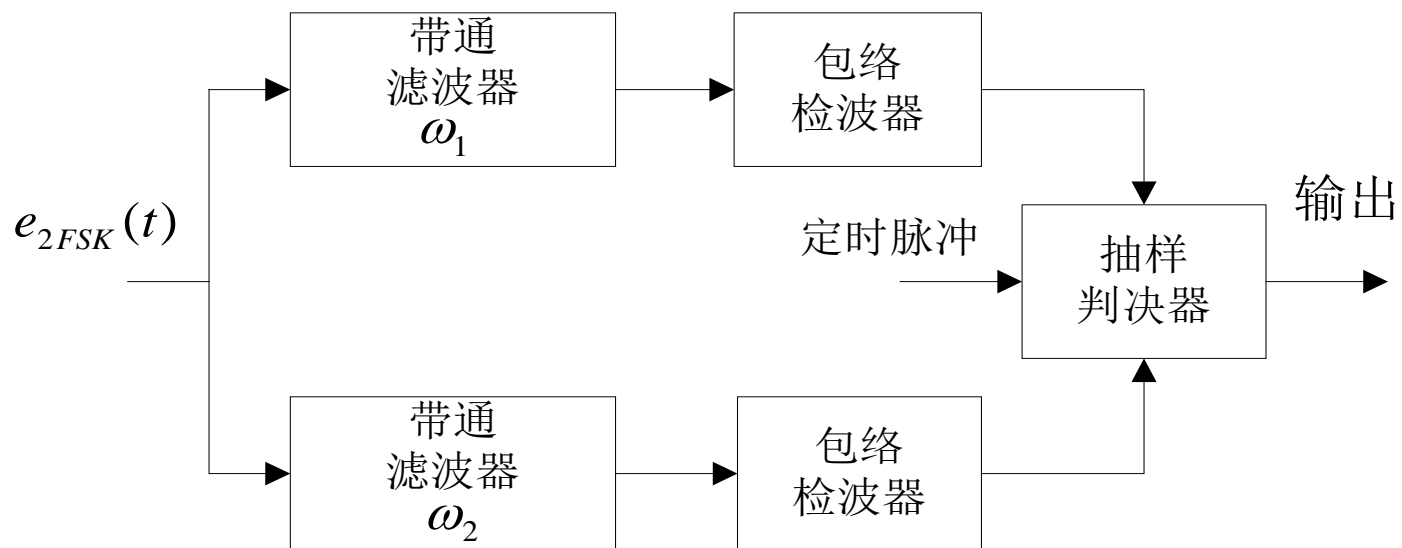 带通
滤波器
ω₁
包络
检波器
e₂FSK(t)
定时脉冲
抽样
判决器
输出
带通
滤波器
ω₂
包络
检波器